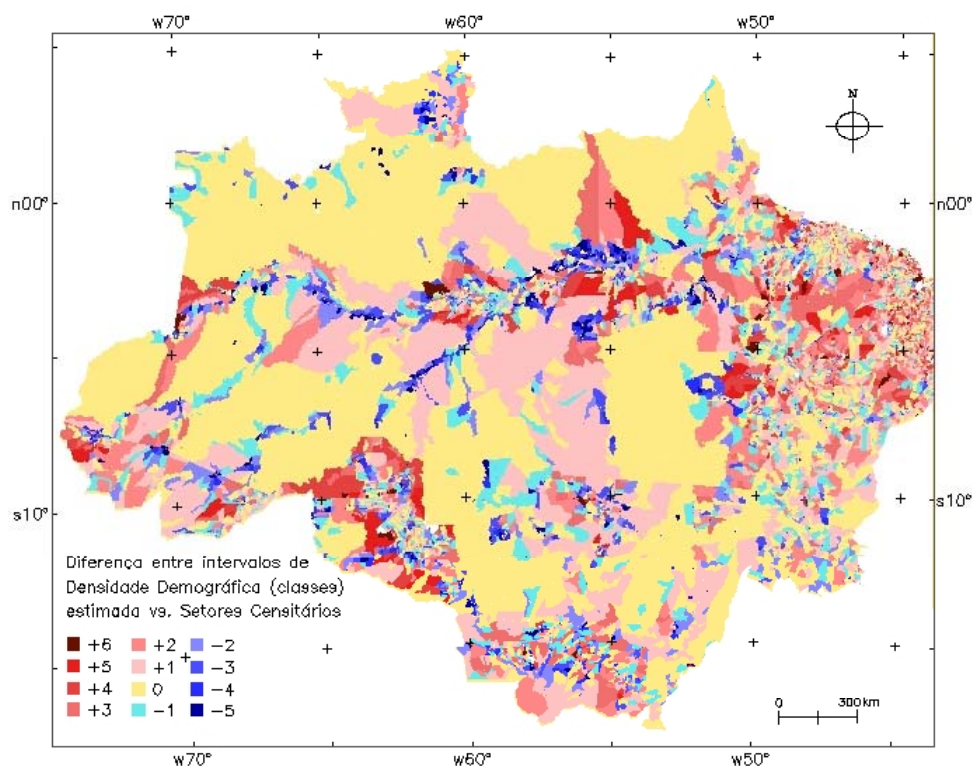 w70° w60° w50°
N
n00° n00°
s10° s10°
Diferença entre intervalos de
Densidade Demográfica (classes)
estimada vs. Setores Censitários
+6 +2 −2
+5 +1 −3
+4 0 −4
+3 −1 −5
0 300km
w70° w60° w50°